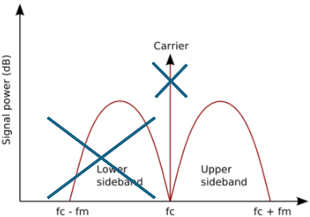 Signal power (dB)
Carrier
Lower
sideband
Upper
sideband
fc - fm
fc
fc + fm